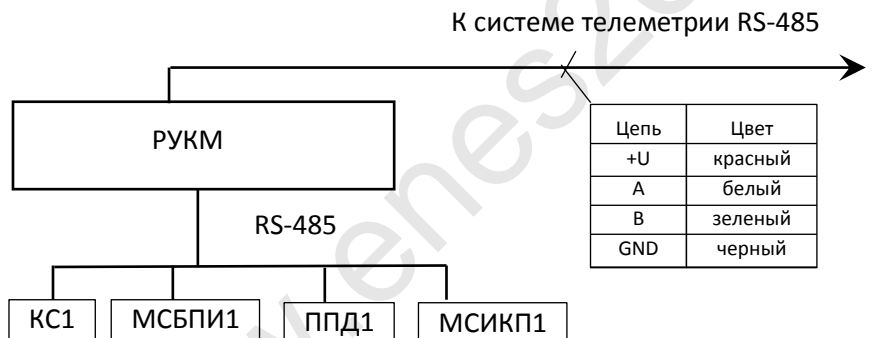 К системе телеметрии RS-485
РУКМ
Цепь Цвет
+U красный
A белый
B зеленый
GND черный
RS-485
КС1 МСБПИ1 ППД1 МСИКП1